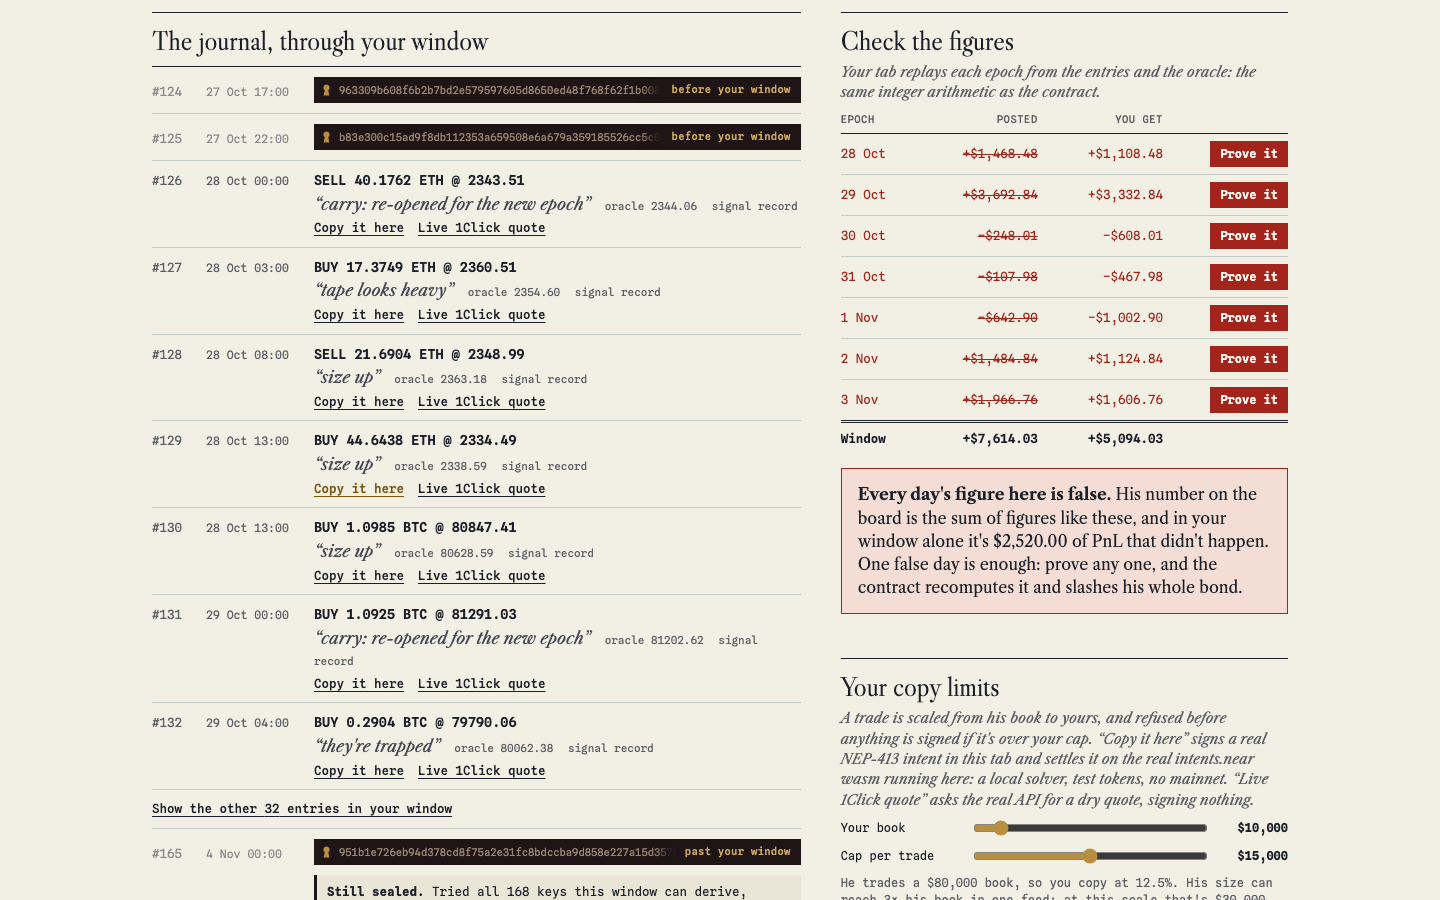 The journal, through your window
#124 27 Oct 17:00 963309b608f6b2b7bd2e579597605d8650ed48f768f62f1b00 before your window
#125 27 Oct 22:00 b83e300c15ad9f8db112353a659508e6a679a359185526cc5c before your window
#126 28 Oct 00:00 SELL 40.1762 ETH @ 2343.51
“carry: re-opened for the new epoch” oracle 2344.06 signal record
Copy it here Live 1Click quote
#127 28 Oct 03:00 BUY 17.3749 ETH @ 2360.51
“tape looks heavy” oracle 2354.60 signal record
Copy it here Live 1Click quote
#128 28 Oct 08:00 SELL 21.6904 ETH @ 2348.99
“size up” oracle 2363.18 signal record
Copy it here Live 1Click quote
#129 28 Oct 13:00 BUY 44.6438 ETH @ 2334.49
“size up” oracle 2338.59 signal record
Copy it here Live 1Click quote
#130 28 Oct 13:00 BUY 1.0985 BTC @ 80847.41
“size up” oracle 80628.59 signal record
Copy it here Live 1Click quote
#131 29 Oct 00:00 BUY 1.0925 BTC @ 81291.03
“carry: re-opened for the new epoch” oracle 81202.62 signal
record
Copy it here Live 1Click quote
#132 29 Oct 04:00 BUY 0.2904 BTC @ 79790.06
“they're trapped” oracle 80062.38 signal record
Copy it here Live 1Click quote
Show the other 32 entries in your window
#165 4 Nov 00:00 951b1e726eb94d378cd8f75a2e31fc8bdccba9d858e227a15d35 past your window
Still sealed. Tried all 168 keys this window can derive,
Check the figures
Your tab replays each epoch from the entries and the oracle: the
same integer arithmetic as the contract.
EPOCH POSTED YOU GET
28 Oct +$1,468.48 +$1,108.48 Prove it
29 Oct +$3,692.84 +$3,332.84 Prove it
30 Oct −$248.01 −$608.01 Prove it
31 Oct −$107.98 −$467.98 Prove it
1 Nov −$642.90 −$1,002.90 Prove it
2 Nov +$1,484.84 +$1,124.84 Prove it
3 Nov +$1,966.76 +$1,606.76 Prove it
Window +$7,614.03 +$5,094.03
Every day's figure here is false. His number on the
board is the sum of figures like these, and in your
window alone it's $2,520.00 of PnL that didn't happen.
One false day is enough: prove any one, and the
contract recomputes it and slashes his whole bond.
Your copy limits
A trade is scaled from his book to yours, and refused before
anything is signed if it's over your cap. “Copy it here” signs a real
NEP-413 intent in this tab and settles it on the real intents.near
wasm running here: a local solver, test tokens, no mainnet. “Live
1Click quote” asks the real API for a dry quote, signing nothing.
Your book $10,000
Cap per trade $15,000
He trades a $80,000 book, so you copy at 12.5%. His size can
reach 3× his book in one feed: at this scale that's $30,000